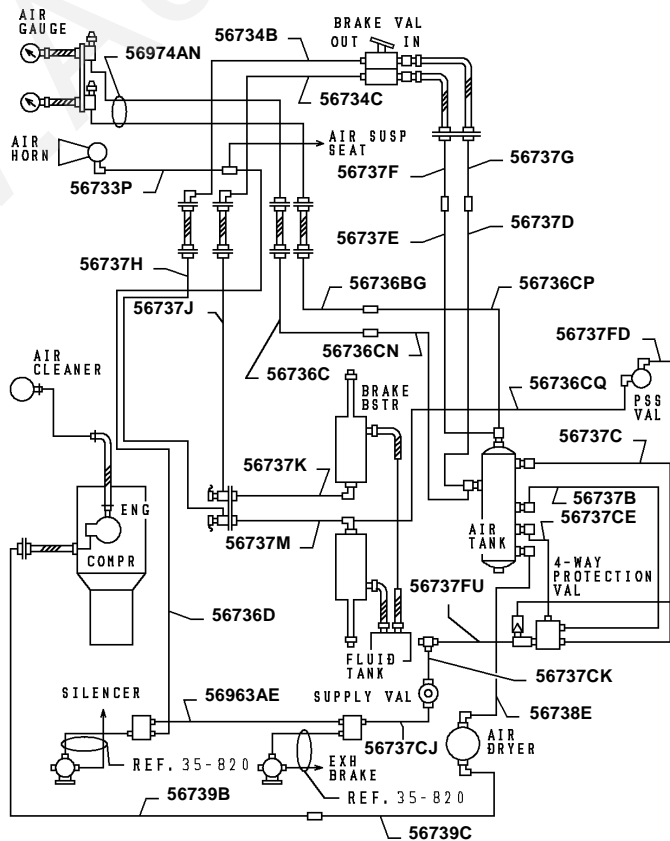 AIR
GAUGE
56974AN
56734B
BRAKE VAL
OUT IN
56734C
AIR
HORN
56733P
AIR SUSP
SEAT
56737F
56737G
56737E
56737D
56737H
56737J
56736BG
56736CP
56736CN
56736C
56737FD
56736CQ
PSS
VAL
AIR
CLEANER
BRAKE
BSTR
56737K
56737C
56737B
56737CE
AIR
TANK
ENG
COMPR
56737M
4-WAY
PROTECTION
VAL
56737FU
56736D
FLUID
TANK
56737CK
SILENCER
56963AE
SUPPLY VAL
56738E
56737CJ
AIR
DRYER
REF. 35-820
EXH
BRAKE
REF. 35-820
56739B
56739C